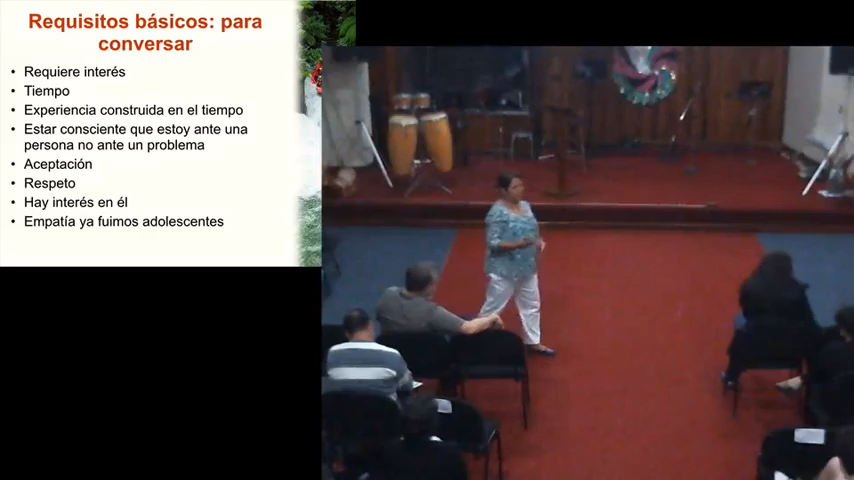 Requisitos básicos: para
conversar
• Requiere interés
• Tiempo
• Experiencia construida en el tiempo
• Estar consciente que estoy ante una
persona no ante un problema
• Aceptación
• Respeto
• Hay interés en él
• Empatía ya fuimos adolescentes